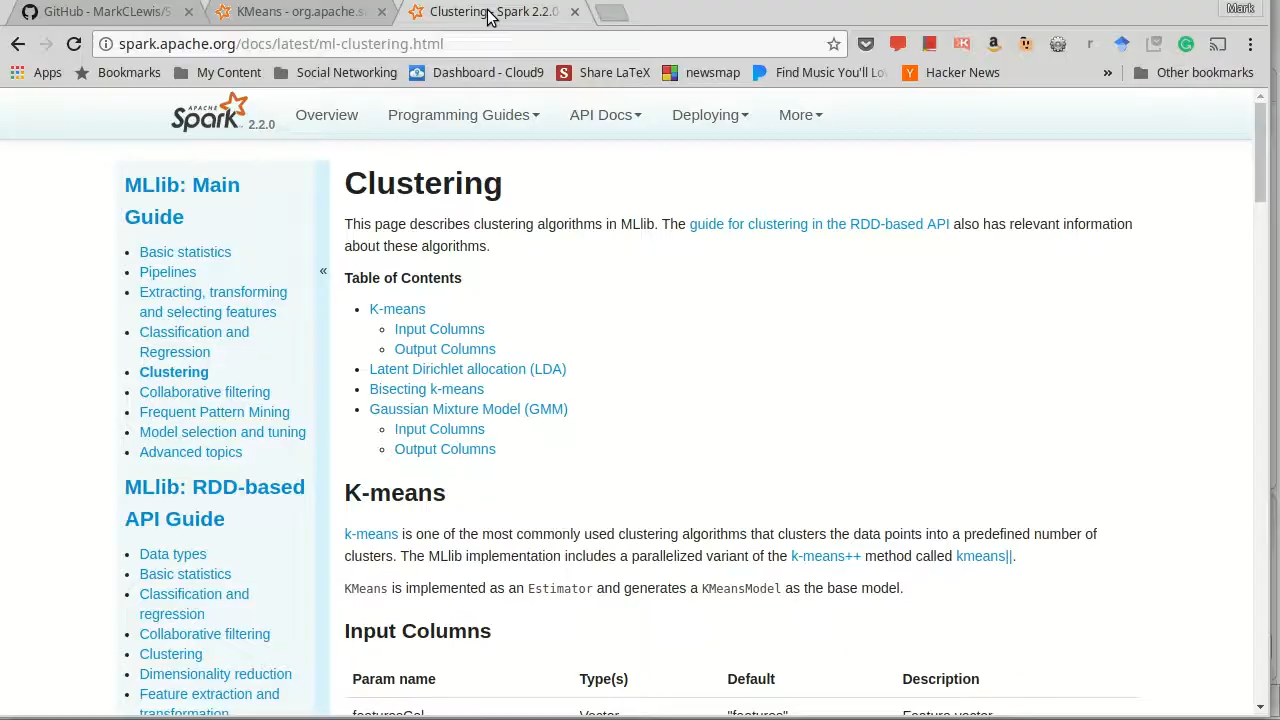 GitHub - MarkCLewis/S
KMeans - org.apache.s
Clustering - Spark 2.2.0
Mark
spark.apache.org/docs/latest/ml-clustering.html
Apps
Bookmarks
My Content
Social Networking
Dashboard - Cloud9
Share LaTeX
newsmap
Find Music You'll Lo
Hacker News
»
Other bookmarks
APACHE
Spark 2.2.0
Overview
Programming Guides
API Docs
Deploying
More
MLlib: Main
Guide
Basic statistics
Pipelines
Extracting, transforming
and selecting features
Classification and
Regression
Clustering
Collaborative filtering
Frequent Pattern Mining
Model selection and tuning
Advanced topics
MLlib: RDD-based
API Guide
Data types
Basic statistics
Classification and
regression
Collaborative filtering
Clustering
Dimensionality reduction
Feature extraction and
transformation
«
Clustering
This page describes clustering algorithms in MLlib. The guide for clustering in the RDD-based API also has relevant information
about these algorithms.
Table of Contents
K-means
Input Columns
Output Columns
Latent Dirichlet allocation (LDA)
Bisecting k-means
Gaussian Mixture Model (GMM)
Input Columns
Output Columns
K-means
k-means is one of the most commonly used clustering algorithms that clusters the data points into a predefined number of
clusters. The MLlib implementation includes a parallelized variant of the k-means++ method called kmeans||.
KMeans is implemented as an Estimator and generates a KMeansModel as the base model.
Input Columns
Param name Type(s) Default Description
featuresCol Vector "features" Feature vector